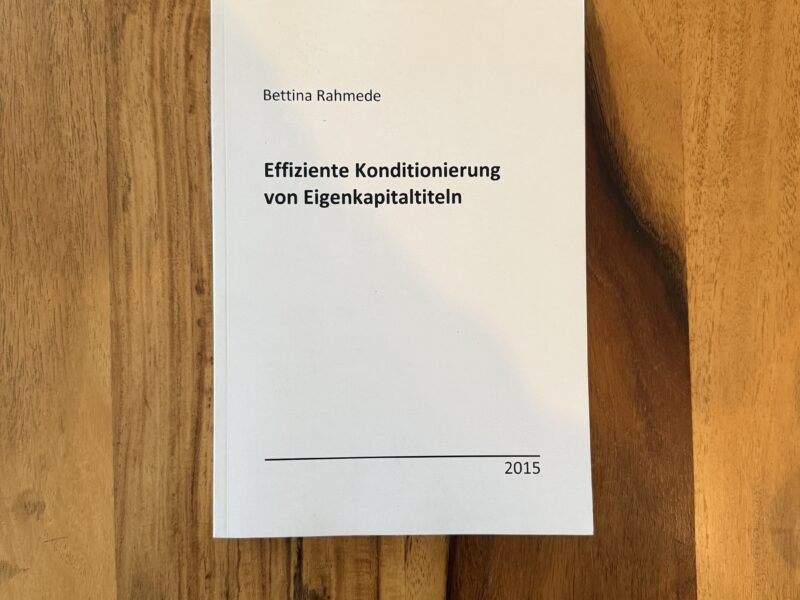 Bettina Rahmede
Effiziente Konditionierung
von Eigenkapitaltiteln
2015